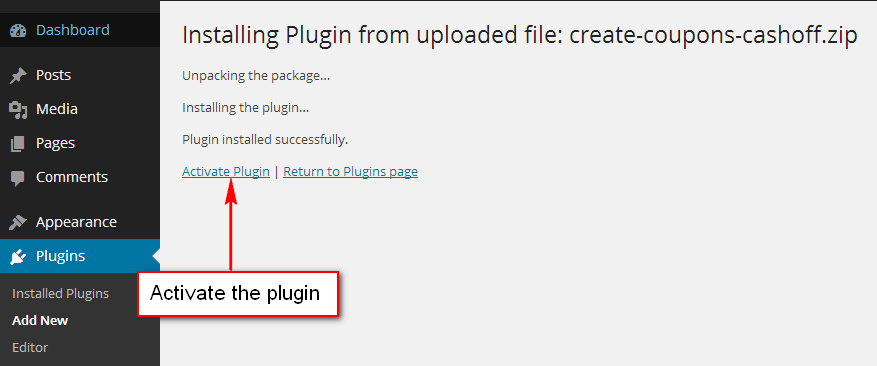 Dashboard
Posts
Media
Pages
Comments
Appearance
Plugins
Installed Plugins
Add New
Editor
Installing Plugin from uploaded file: create-coupons-cashoff.zip
Unpacking the package…
Installing the plugin…
Plugin installed successfully.
Activate Plugin | Return to Plugins page
Activate the plugin